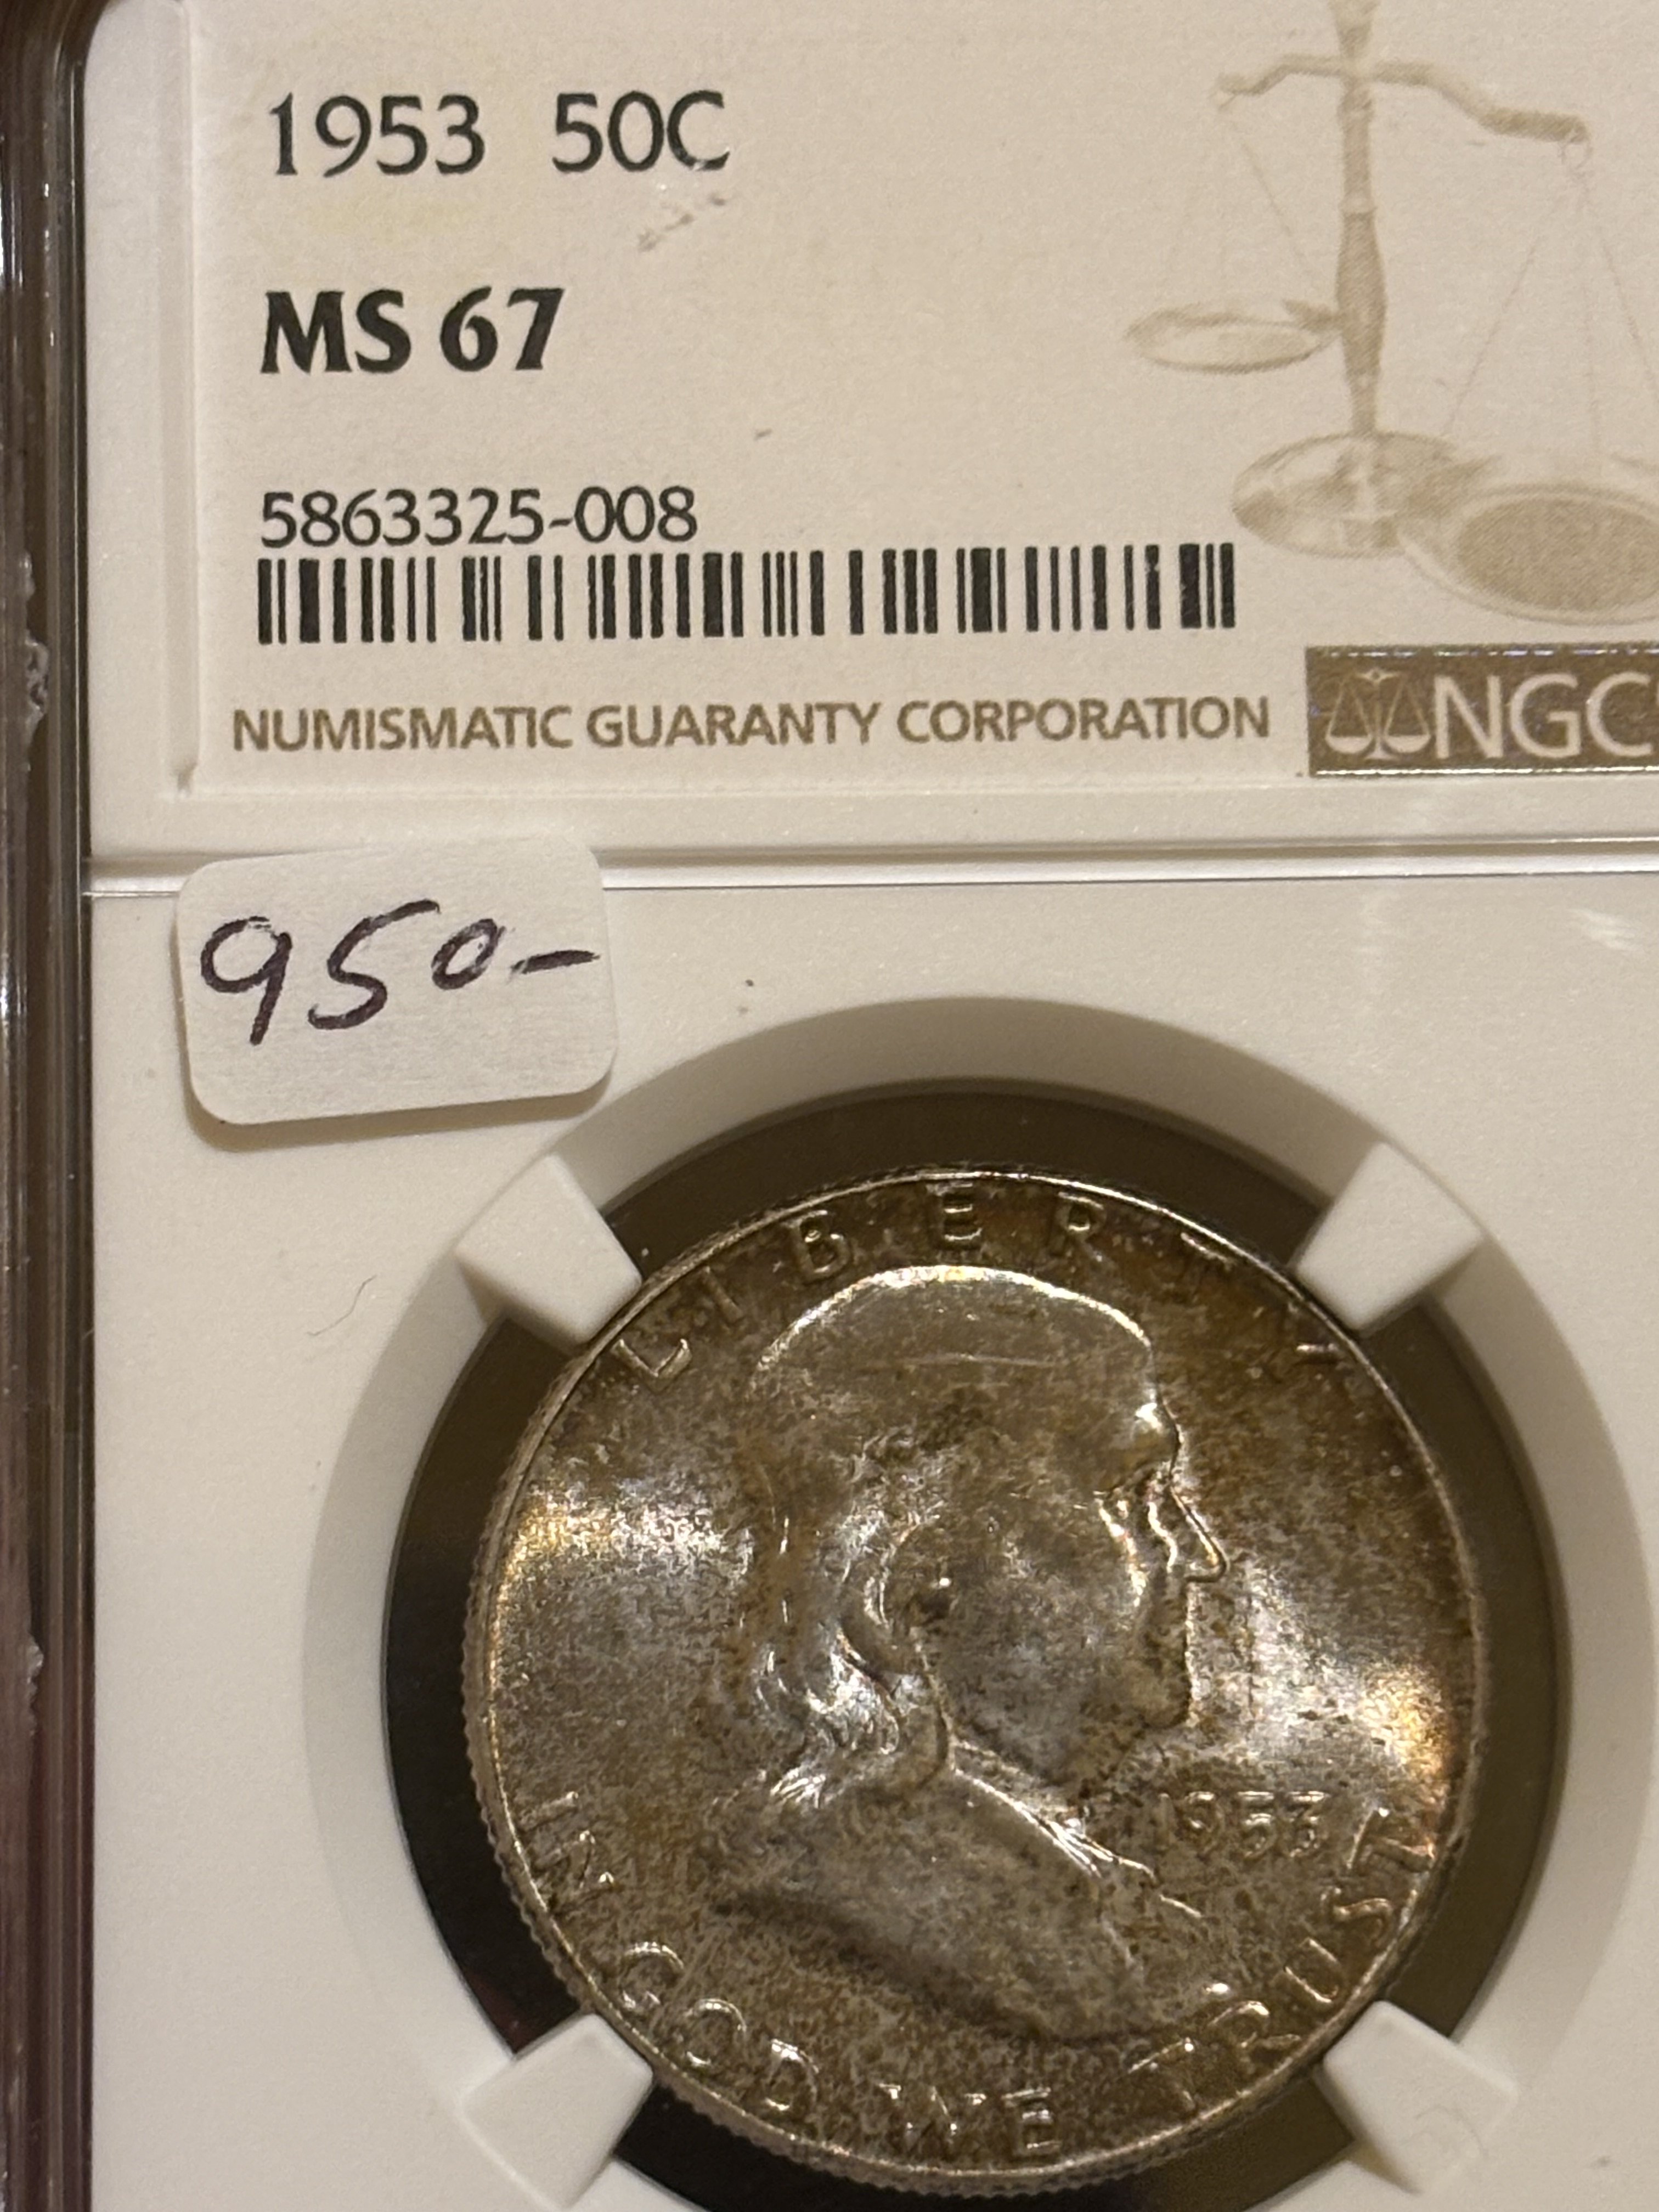 1953 50C
MS 67
5863325-008
NUMISMATIC GUARANTY CORPORATION
NGC
950-
LIBERTY
1953
IN GOD WE TRUST